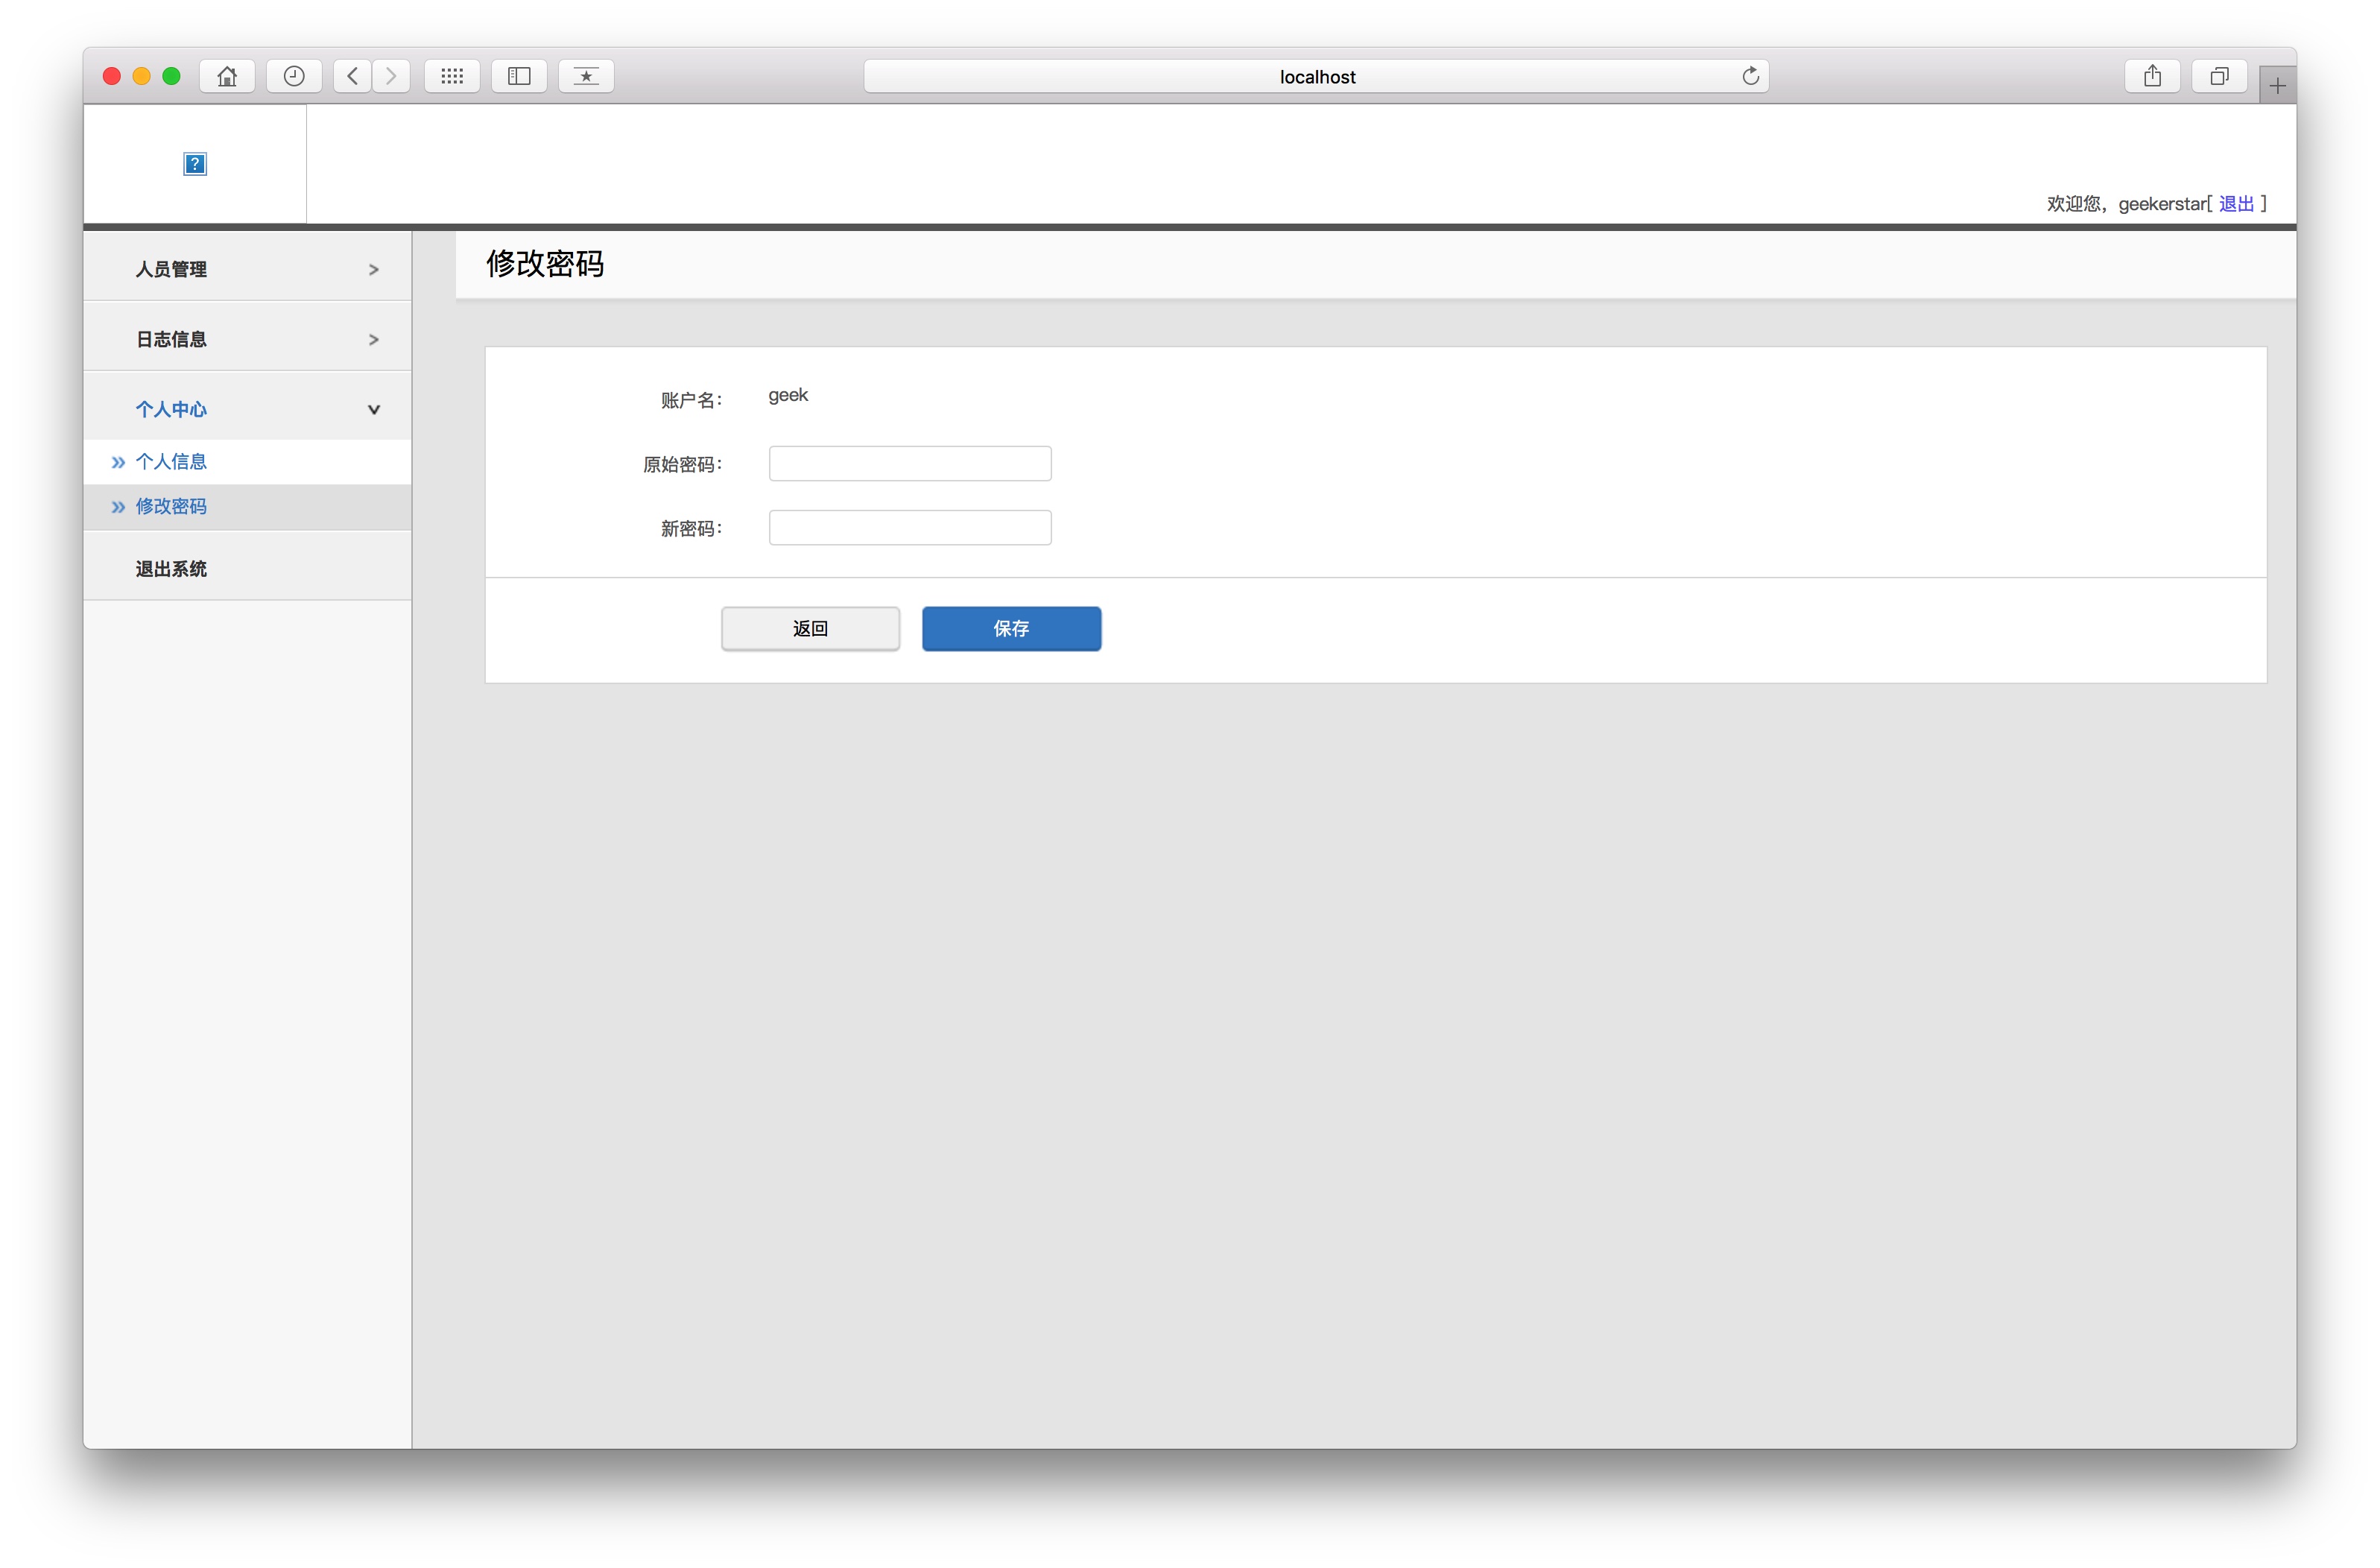 localhost
欢迎您，geekerstar[ 退出 ]
人员管理
日志信息
个人中心
个人信息
修改密码
退出系统
修改密码
账户名： geek
原始密码：
新密码：
返回 保存